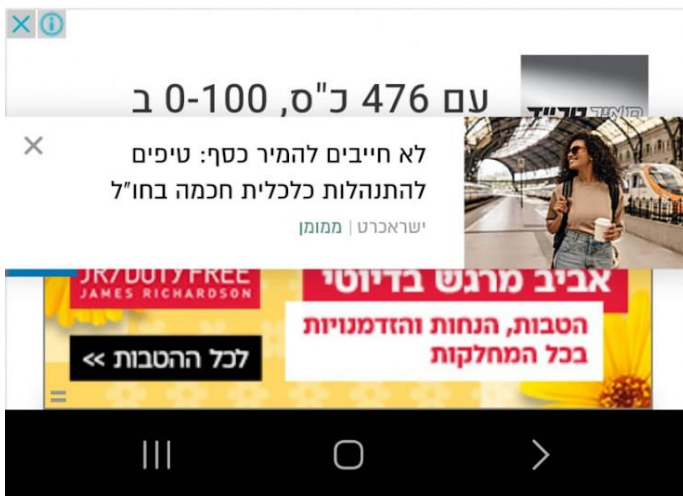 עם 476 כ"ס, 0-100 ב
לא חייבים להמיר כסף: טיפים
להתנהלות כלכלית חכמה בחו"ל
ישראכרט | ממומן
JR/DUTY FREE
JAMES RICHARDSON
אביב מרגש בדיוטי
הטבות, הנחות והזדמנויות
בכל המחלקות
לכל ההטבות >>